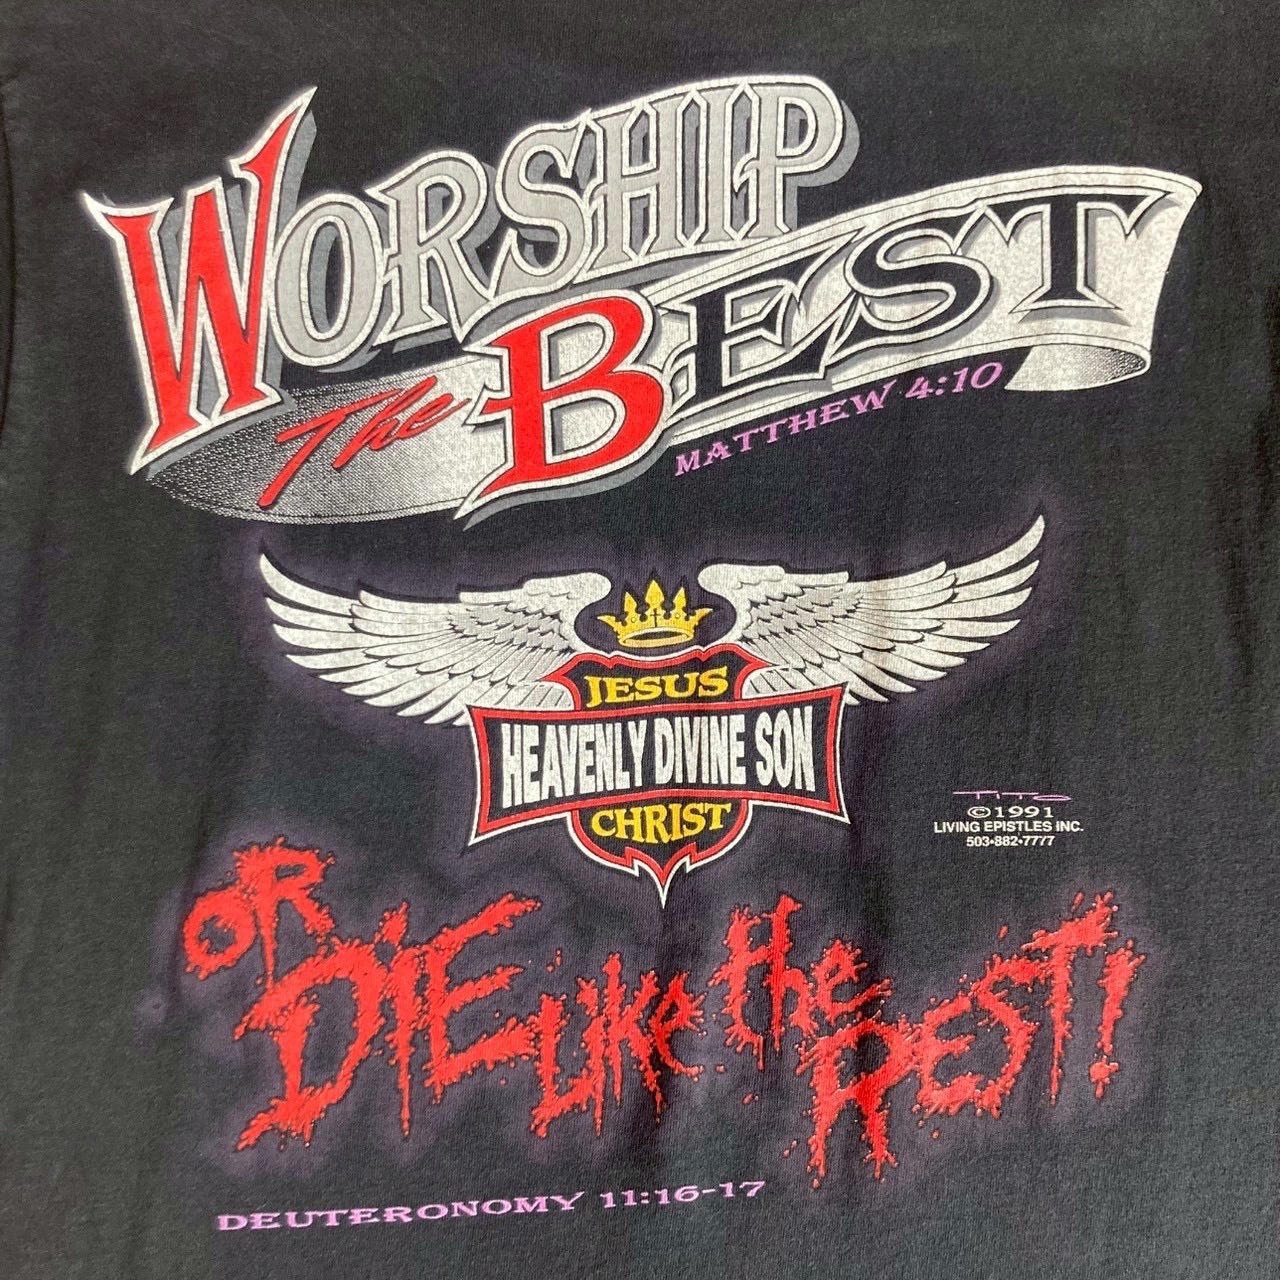 WORSHIP
The BEST
MATTHEW 4:10
JESUS
HEAVENLY DIVINE SON
CHRIST
TITO
©1991
LIVING EPISTLES INC.
503•882•7777
OR
DiE Like the REST!
DEUTERONOMY 11:16-17